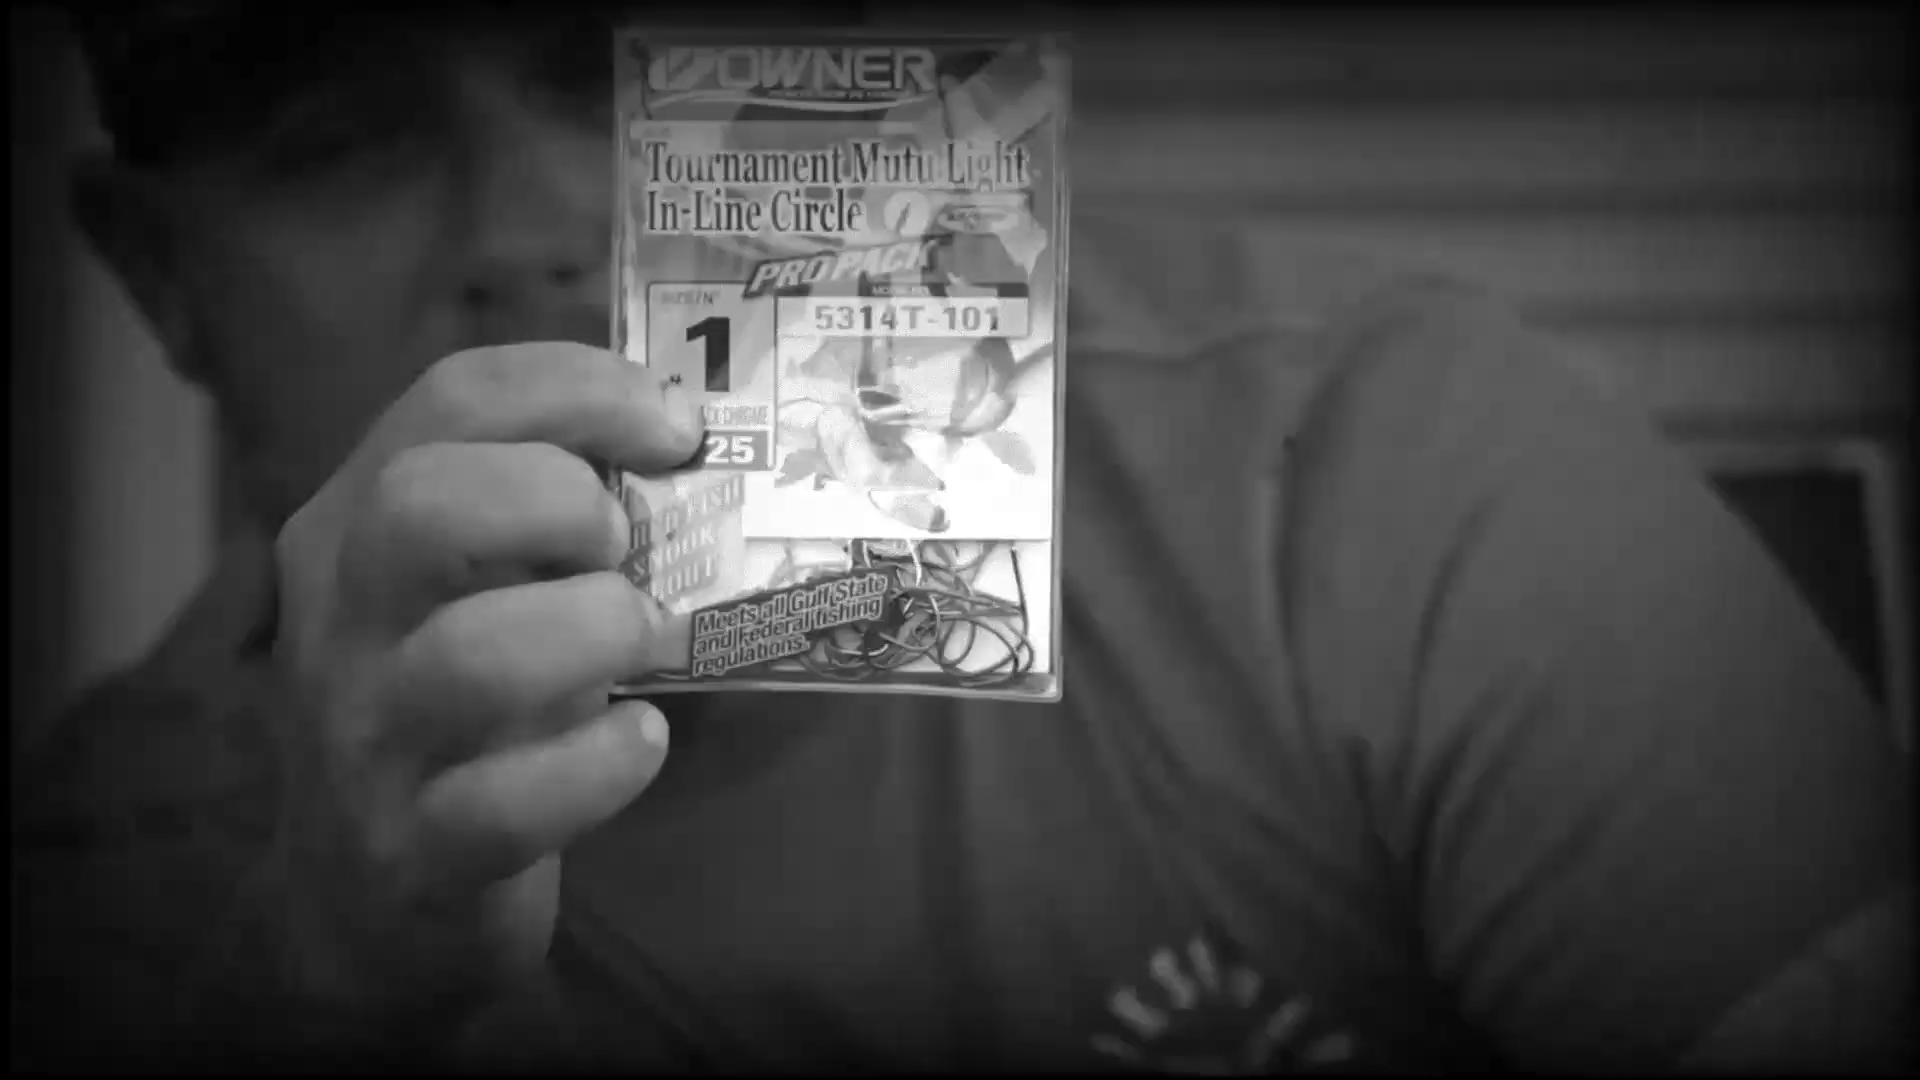 OWNER
Tournament Mutu Light
In-Line Circle
PRO PACK
SIZE/N°
5314T-101
1
25
Meets all Gulf State
and Federal fishing
regulations.